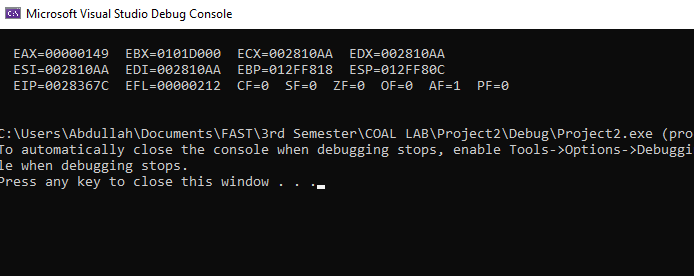 Microsoft Visual Studio Debug Console
EAX=00000149 EBX=0101D000 ECX=002810AA EDX=002810AA
ESI=002810AA EDI=002810AA EBP=012FF818 ESP=012FF80C
EIP=0028367C EFL=00000212 CF=0 SF=0 ZF=0 OF=0 AF=1 PF=0
C:\Users\Abdullah\Documents\FAST\3rd Semester\COAL LAB\Project2\Debug\Project2.exe (pro
To automatically close the console when debugging stops, enable Tools->Options->Debuggi
le when debugging stops.
Press any key to close this window . . .